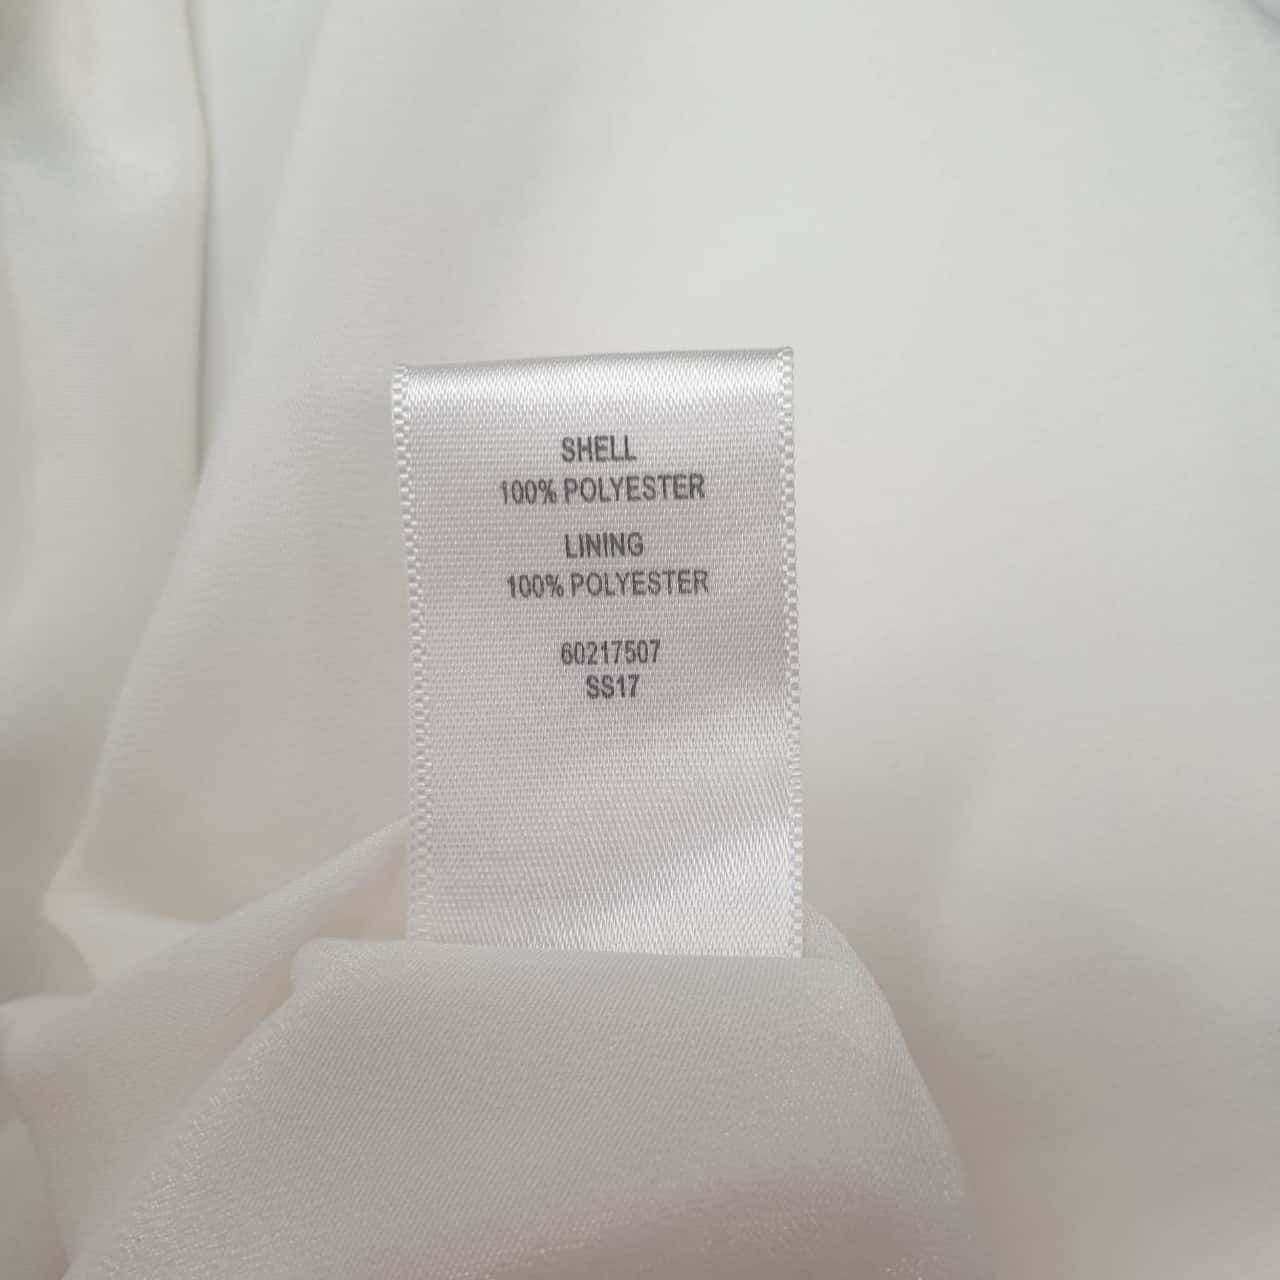 SHELL
100% POLYESTER
LINING
100% POLYESTER
60217507
SS17